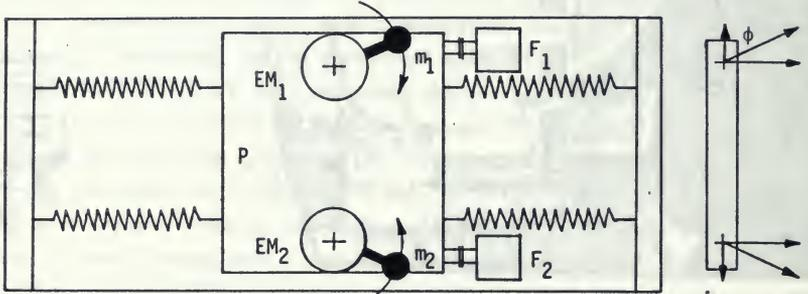 EM₁
m₁
F₁
ϕ
P
EM₂
m₂
F₂